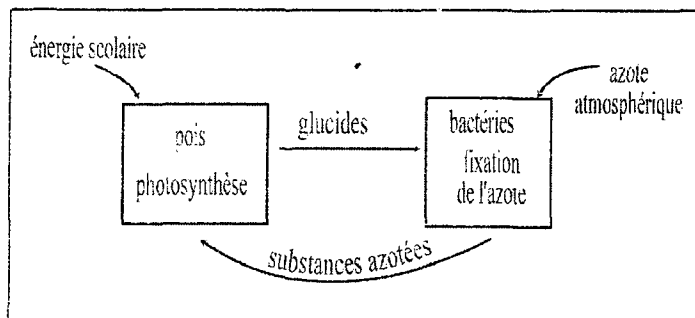 énergie scolaire
azote
atmosphérique
pois
photosynthèse
glucides
bactéries
fixation
de l'azote
substances azotées